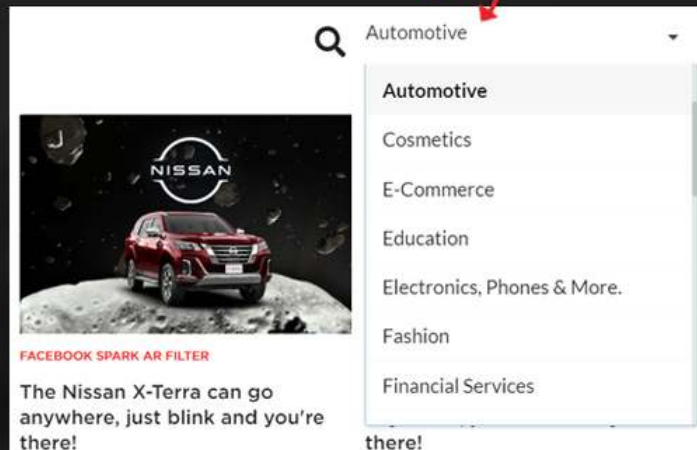 Automotive
Automotive
Cosmetics
E-Commerce
Education
Electronics, Phones & More.
Fashion
Financial Services
NISSAN
FACEBOOK SPARK AR FILTER
The Nissan X-Terra can go
anywhere, just blink and you're
there!
there!